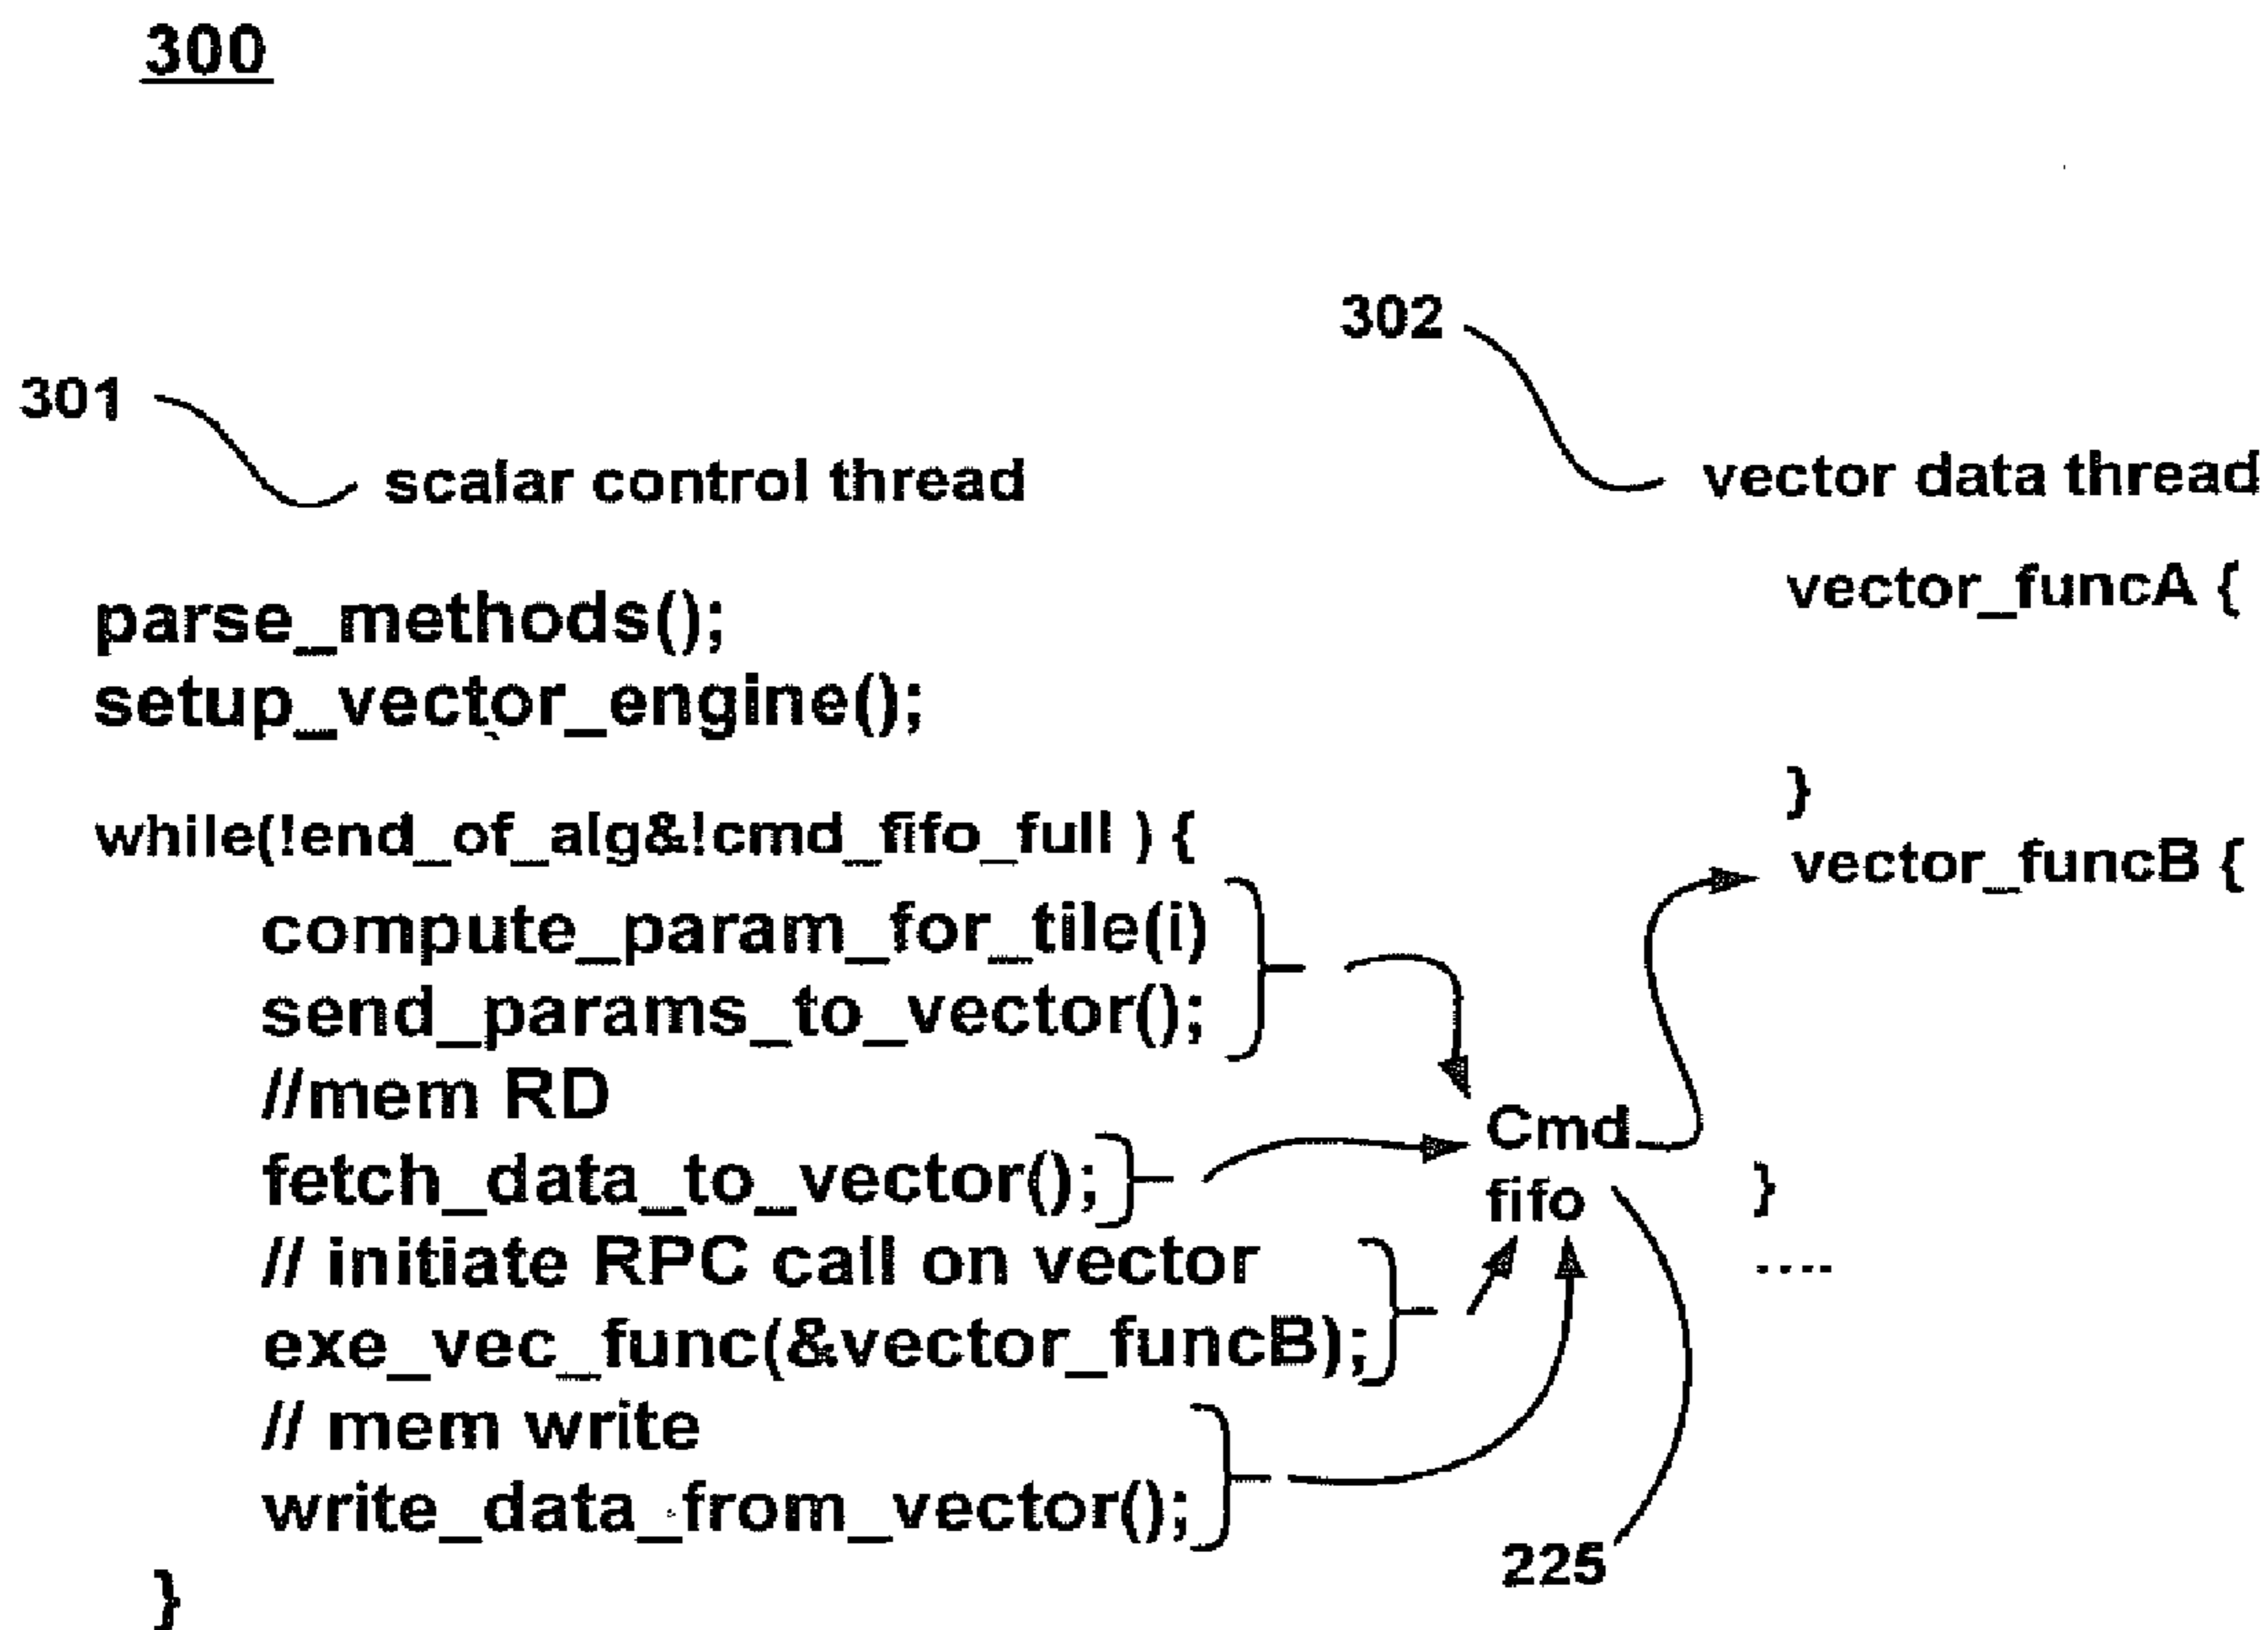 300
302
301
scalar control thread
vector data thread
vector_funcA {
parse_methods();
setup_vector_engine();
}
while(!end_of_alg&!cmd_fifo_full ) {
vector_funcB {
compute_param_for_tile(i)
send_params_to_vector();
//mem RD
Cmd
fetch_data_to_vector();
fifo
}
// initiate RPC call on vector
....
exe_vec_func(&vector_funcB);
// mem write
write_data_from_vector();
225
}